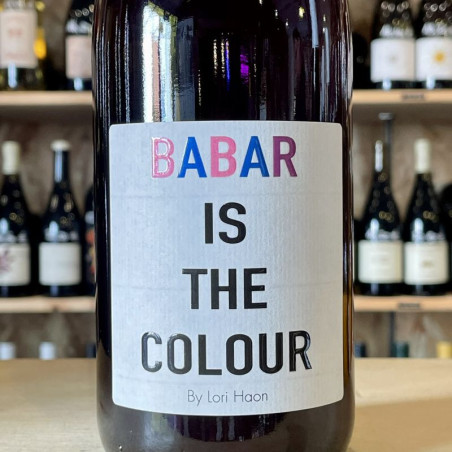 BABAR
IS
THE
COLOUR
By Lori Haon